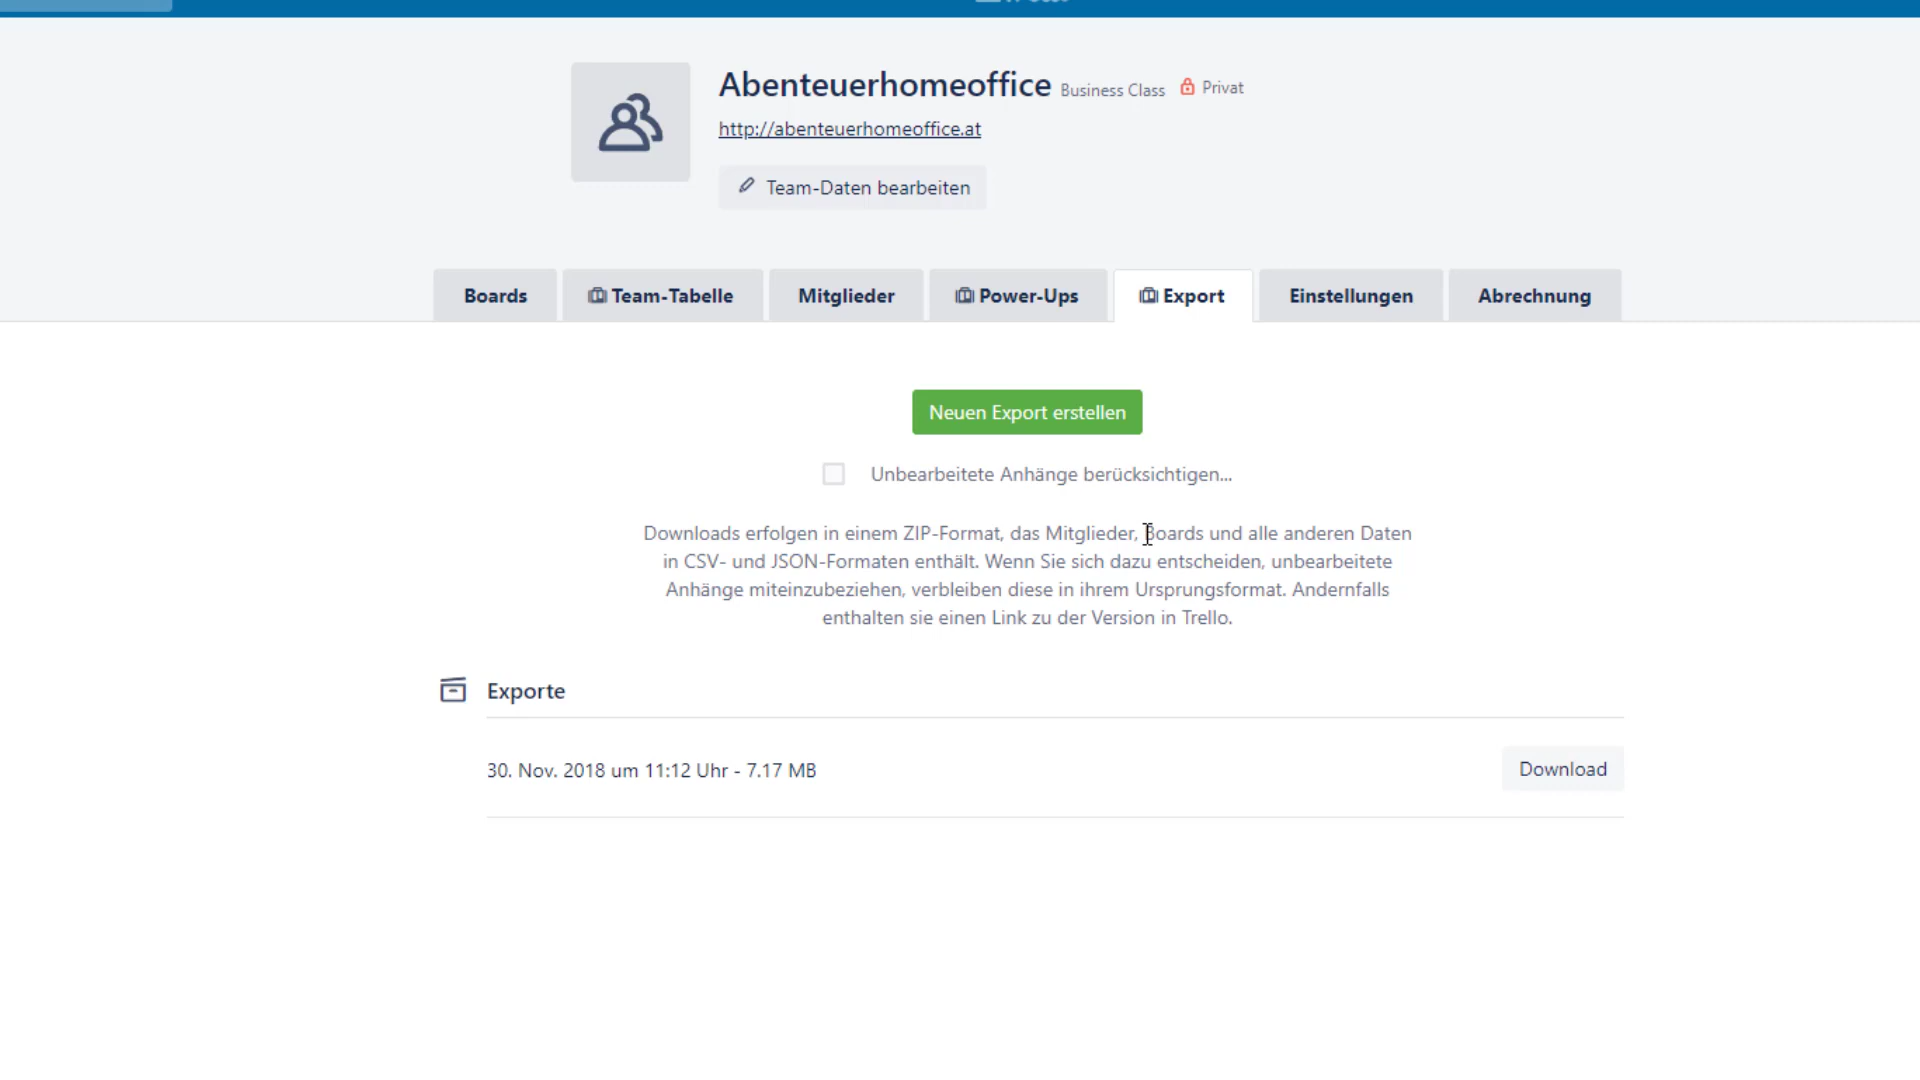 Abenteuerhomeoffice Business Class Privat
http://abenteuerhomeoffice.at
Team-Daten bearbeiten
Boards Team-Tabelle Mitglieder Power-Ups Export Einstellungen Abrechnung
Neuen Export erstellen
Unbearbeitete Anhänge berücksichtigen...
Downloads erfolgen in einem ZIP-Format, das Mitglieder, Boards und alle anderen Daten
in CSV- und JSON-Formaten enthält. Wenn Sie sich dazu entscheiden, unbearbeitete
Anhänge miteinzubeziehen, verbleiben diese in ihrem Ursprungsformat. Andernfalls
enthalten sie einen Link zu der Version in Trello.
Exporte
30. Nov. 2018 um 11:12 Uhr - 7.17 MB
Download